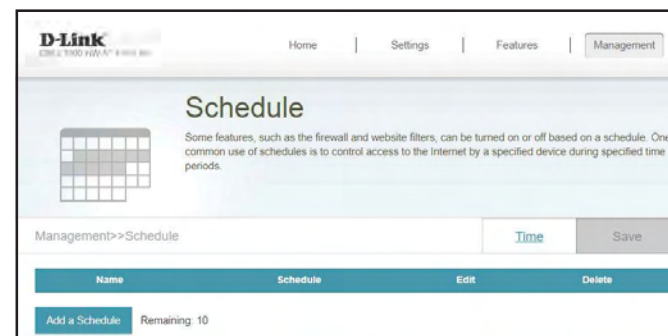 D-Link
Home | Settings | Features | Management
Schedule
Some features, such as the firewall and website filters, can be turned on or off based on a schedule. One
common use of schedules is to control access to the Internet by a specified device during specified time
periods.
Management>>Schedule
Time Save
Name Schedule Edit Delete
Add a Schedule Remaining: 10